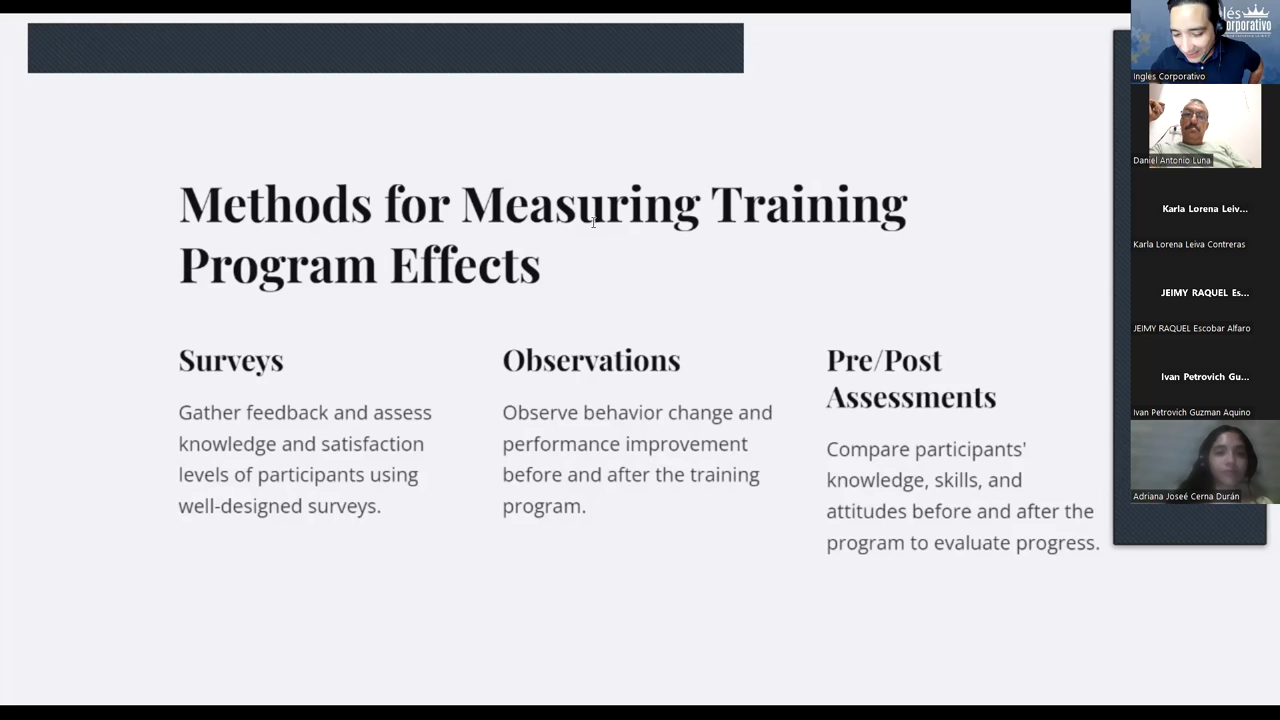 Methods for Measuring Training
Program Effects
Surveys
Gather feedback and assess
knowledge and satisfaction
levels of participants using
well-designed surveys.
Observations
Observe behavior change and
performance improvement
before and after the training
program.
Pre/Post
Assessments
Compare participants'
knowledge, skills, and
attitudes before and after the
program to evaluate progress.
lés
orporativo
Ingles Corporativo
Daniel Antonio Luna
Karla Lorena Leiv...
Karla Lorena Leiva Contreras
JEIMY RAQUEL Es...
JEIMY RAQUEL Escobar Alfaro
Ivan Petrovich Gu...
Ivan Petrovich Guzman Aquino
Adriana Joseé Cerna Durán